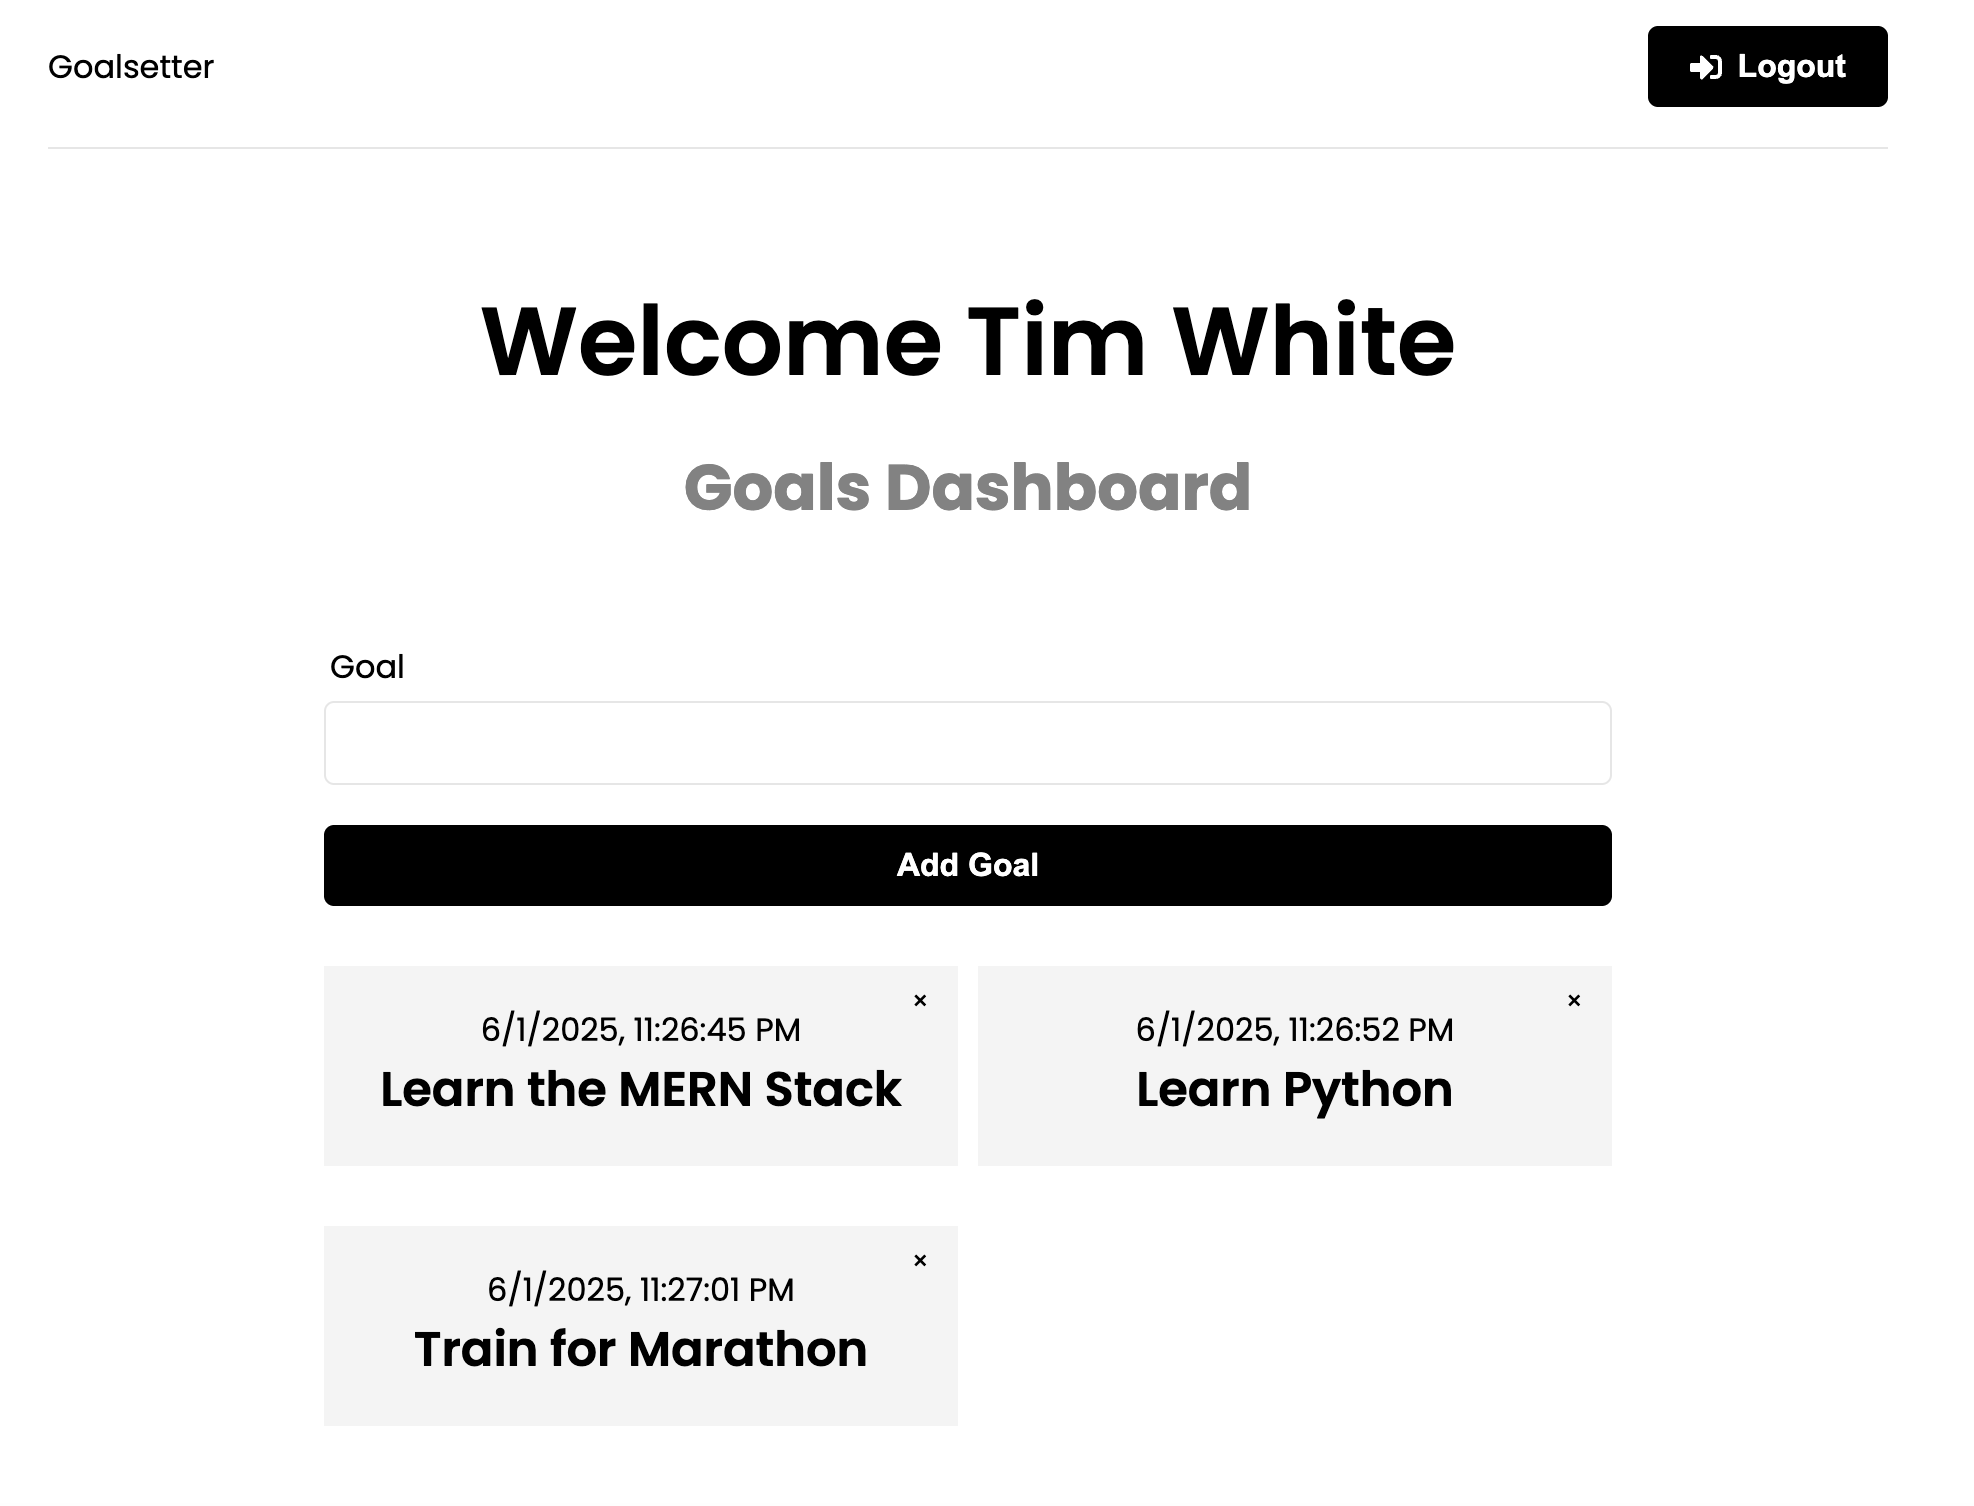 Goalsetter
Logout
Welcome Tim White
Goals Dashboard
Goal
Add Goal
×
6/1/2025, 11:26:45 PM
Learn the MERN Stack
×
6/1/2025, 11:26:52 PM
Learn Python
×
6/1/2025, 11:27:01 PM
Train for Marathon